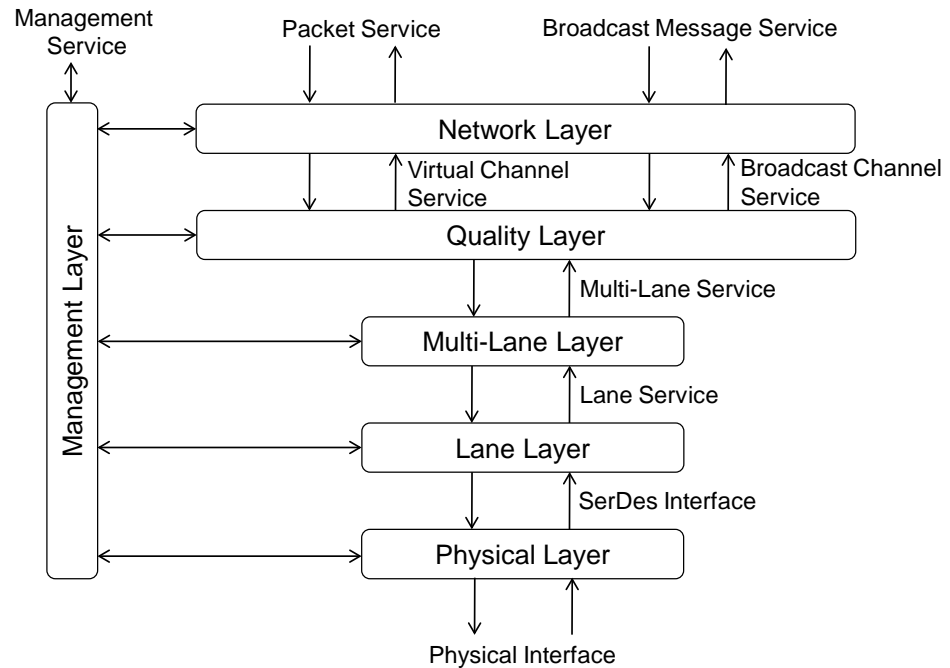 Management
Service
Packet Service
Broadcast Message Service
Network Layer
Virtual Channel
Service
Broadcast Channel
Service
Quality Layer
Multi-Lane Service
Multi-Lane Layer
Lane Service
Lane Layer
SerDes Interface
Physical Layer
Physical Interface
Management Layer